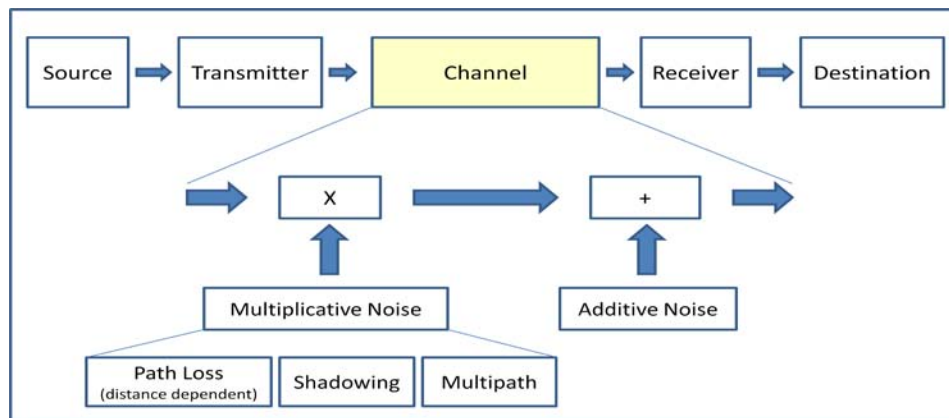 Source
Transmitter
Channel
Receiver
Destination
X
+
Multiplicative Noise
Additive Noise
Path Loss
(distance dependent)
Shadowing
Multipath